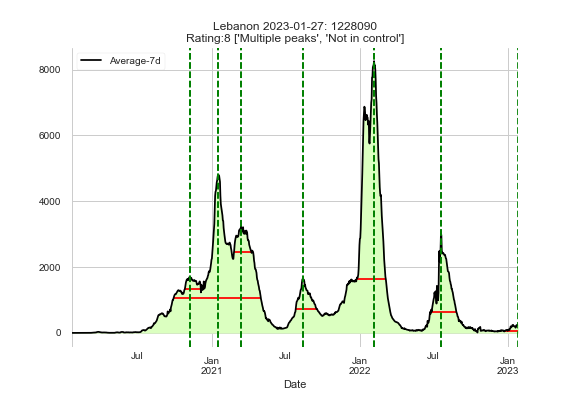 Lebanon 2023-01-27: 1228090
Rating:8 ['Multiple peaks', 'Not in control']
Average-7d
8000
6000
4000
2000
0
Jul
Jan
2021
Jul
Jan
2022
Jul
Jan
2023
Date